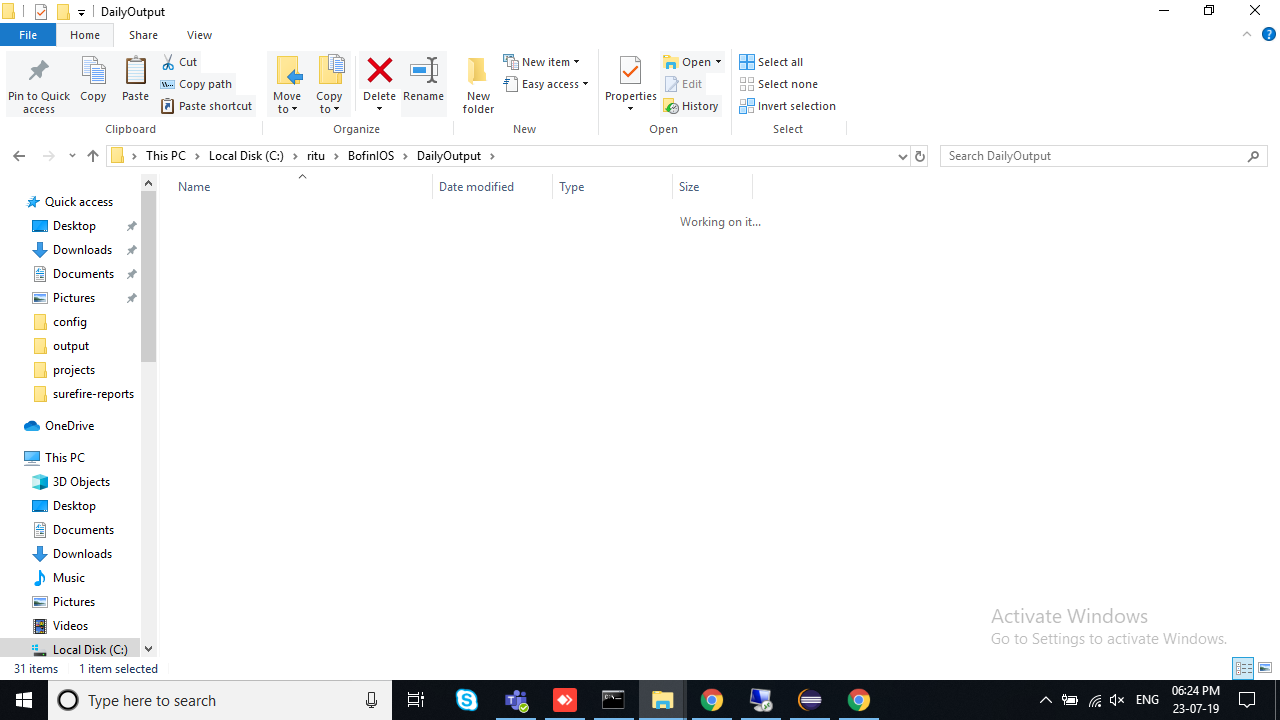 DailyOutput
File Home Share View
Pin to Quick access
Copy
Paste
Cut
Copy path
Paste shortcut
Clipboard
Move to
Copy to
Delete
Rename
Organize
New folder
New item
Easy access
New
Properties
Open
Edit
History
Open
Select all
Select none
Invert selection
Select
This PC Local Disk (C:) ritu BofinIOS DailyOutput
Search DailyOutput
Name Date modified Type Size
Working on it...
Quick access
Desktop
Downloads
Documents
Pictures
config
output
projects
surefire-reports
OneDrive
This PC
3D Objects
Desktop
Documents
Downloads
Music
Pictures
Videos
Local Disk (C:)
Activate Windows
Go to Settings to activate Windows.
31 items 1 item selected
Type here to search
ENG
06:24 PM
23-07-19